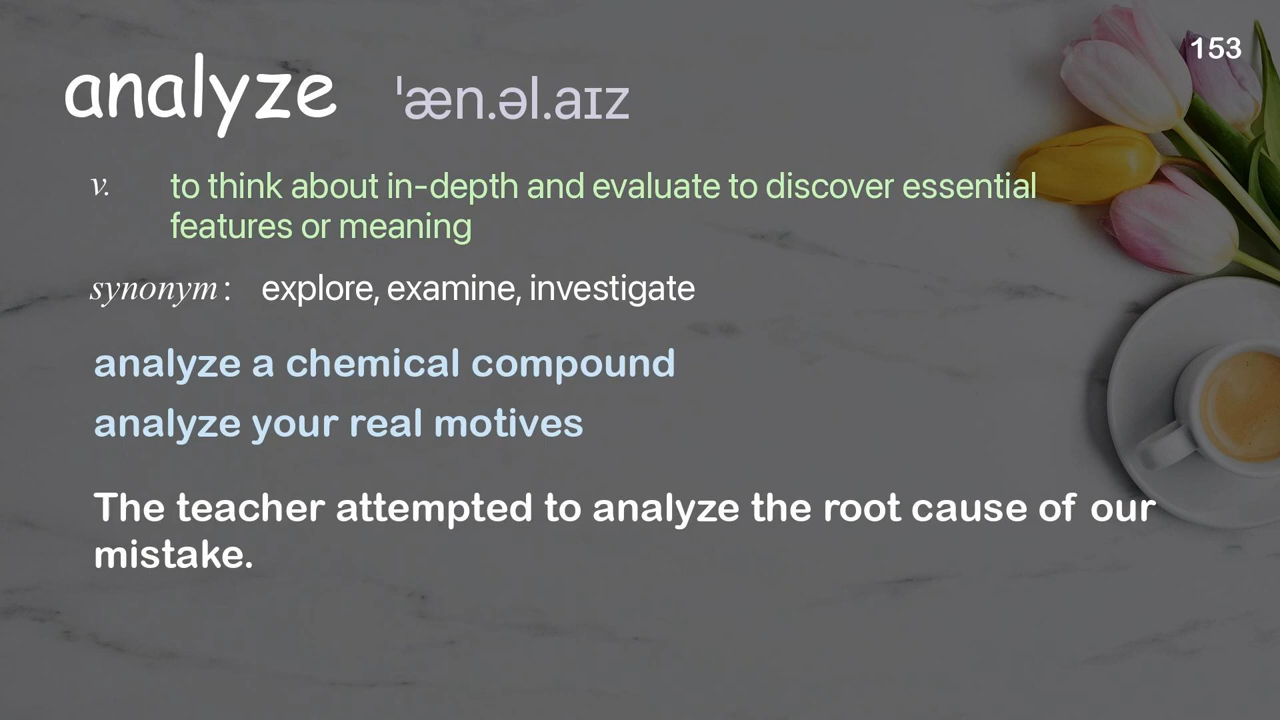 153
analyze ˈæn.əl.aɪz
v. to think about in-depth and evaluate to discover essential
features or meaning
synonym : explore, examine, investigate
analyze a chemical compound
analyze your real motives
The teacher attempted to analyze the root cause of our
mistake.